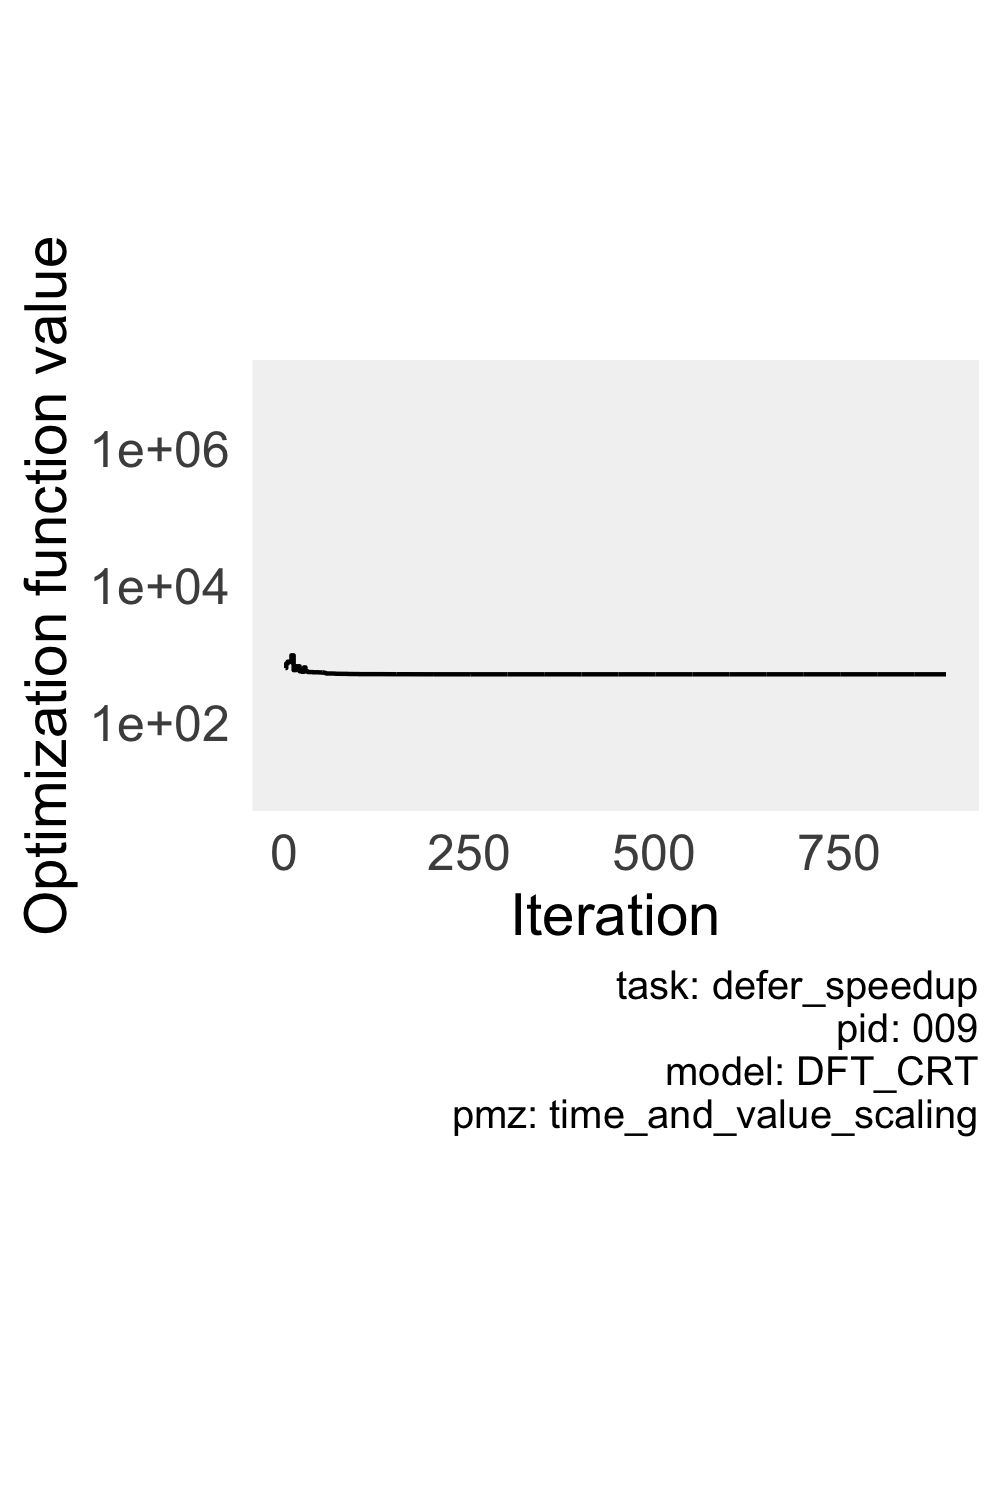 Optimization function value
1e+06
1e+04
1e+02
0 250 500 750
Iteration
task: defer_speedup
pid: 009
model: DFT_CRT
pmz: time_and_value_scaling